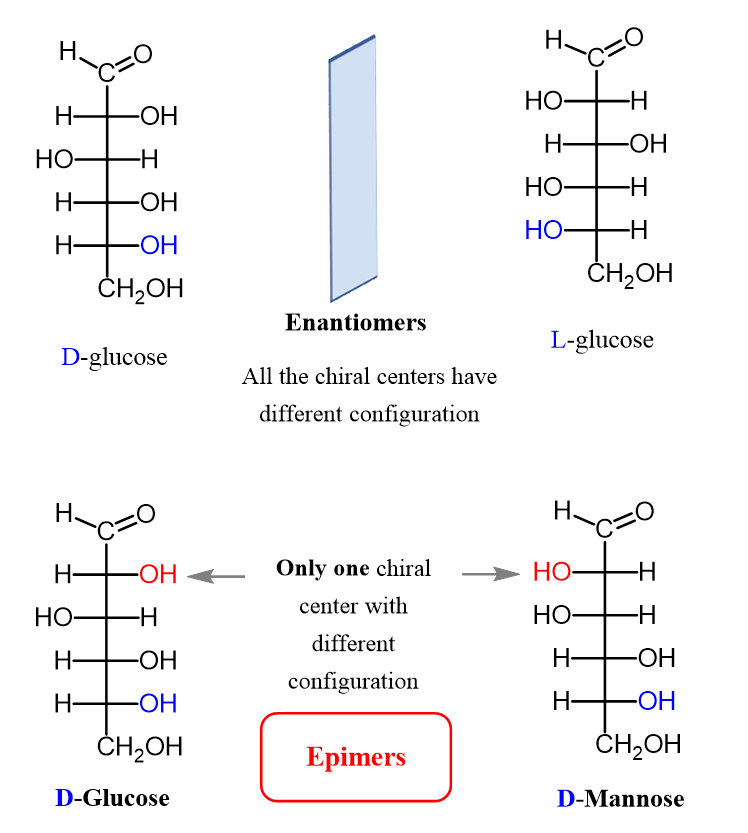 H O
C
H OH
HO H
H OH
H OH
CH₂OH
D-glucose
Enantiomers
All the chiral centers have
different configuration
H O
C
HO H
H OH
HO H
HO H
CH₂OH
L-glucose
H O
C
H OH
HO H
H OH
H OH
CH₂OH
D-Glucose
Only one chiral
center with
different
configuration
Epimers
H O
C
HO H
HO H
H OH
H OH
CH₂OH
D-Mannose